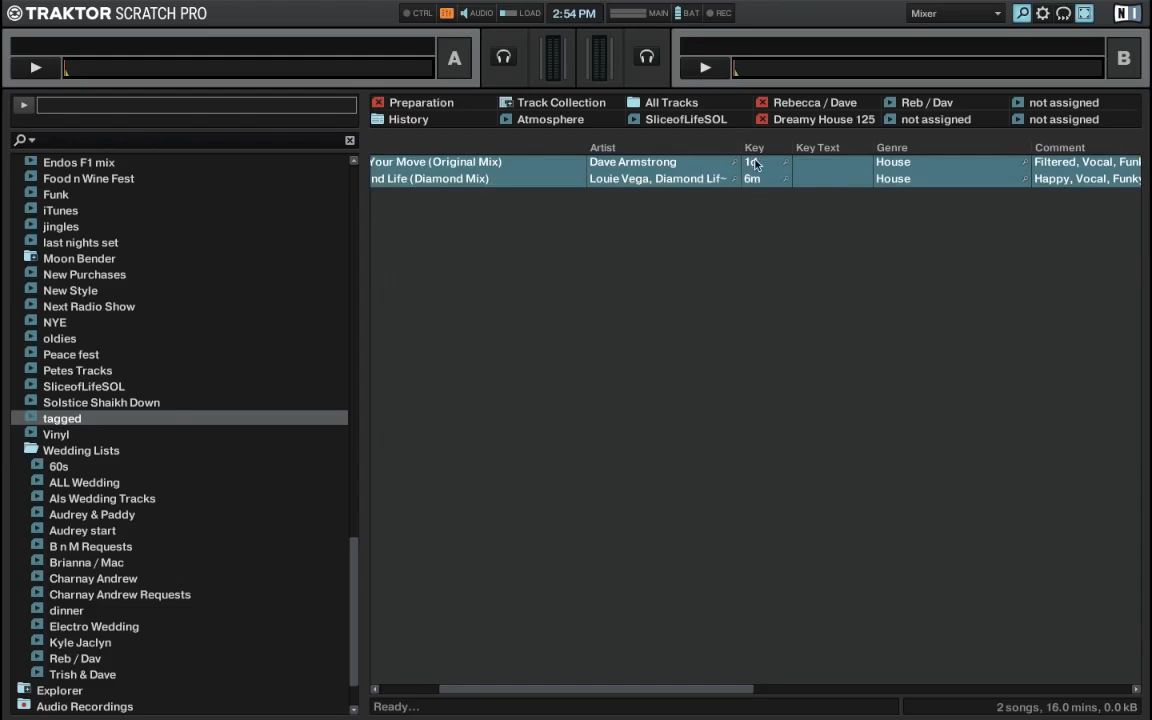 TRAKTOR SCRATCH PRO
CTRL
AUDIO
LOAD
2:54 PM
MAIN
BAT
REC
Mixer
A
B
Preparation
Track Collection
All Tracks
Rebecca / Dave
Reb / Dav
not assigned
History
Atmosphere
SliceofLifeSOL
Dreamy House 125
not assigned
not assigned
Artist
Key
Key Text
Genre
Comment
Your Move (Original Mix)
Dave Armstrong
House
Filtered, Vocal, Funk
nd Life (Diamond Mix)
Louie Vega, Diamond Lif~
6m
House
Happy, Vocal, Funky
Endos F1 mix
Food n Wine Fest
Funk
iTunes
jingles
last nights set
Moon Bender
New Purchases
New Style
Next Radio Show
NYE
oldies
Peace fest
Petes Tracks
SliceofLifeSOL
Solstice Shaikh Down
tagged
Vinyl
Wedding Lists
60s
ALL Wedding
Als Wedding Tracks
Audrey & Paddy
Audrey start
B n M Requests
Brianna / Mac
Charnay Andrew
Charnay Andrew Requests
dinner
Electro Wedding
Kyle Jaclyn
Reb / Dav
Trish & Dave
Explorer
Audio Recordings
Ready...
2 songs, 16.0 mins, 0.0 kB